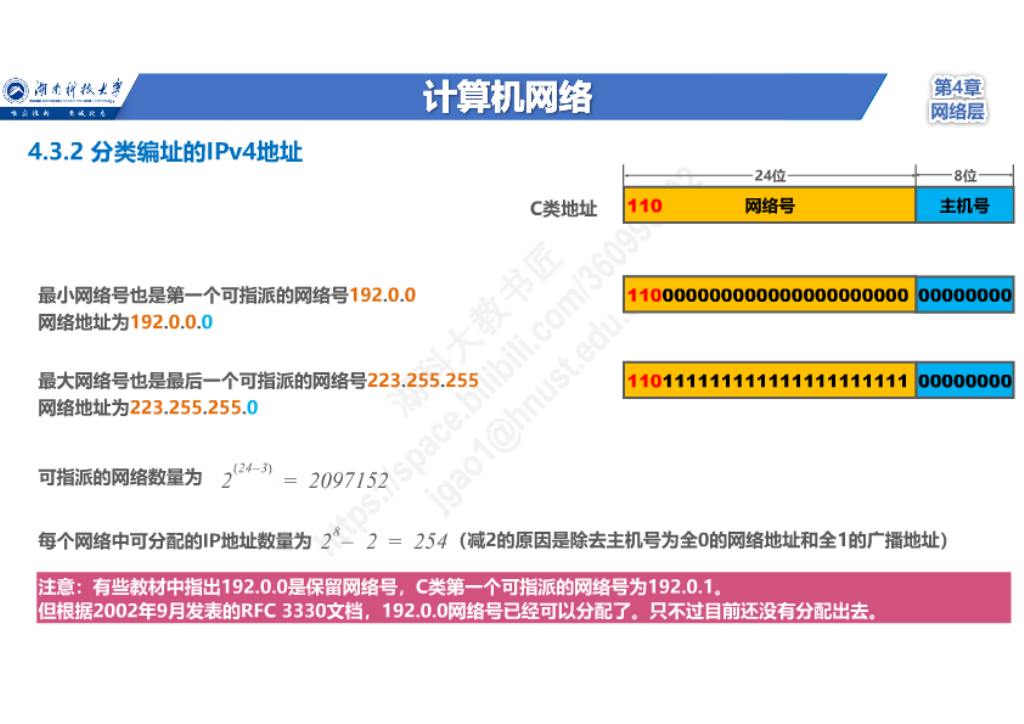 湖南科技大学
计算机网络
第4章
网络层
4.3.2 分类编址的IPv4地址
24位
8位
C类地址
110
网络号
主机号
最小网络号也是第一个可指派的网络号192.0.0
网络地址为192.0.0.0
110000000000000000000000 00000000
最大网络号也是最后一个可指派的网络号223.255.255
网络地址为223.255.255.0
110111111111111111111111 00000000
可指派的网络数量为 2^(24–3) = 2097152
每个网络中可分配的IP地址数量为 2^8 – 2 = 254（减2的原因是除去主机号为全0的网络地址和全1的广播地址）
注意：有些教材中指出192.0.0是保留网络号，C类第一个可指派的网络号为192.0.1。
但根据2002年9月发表的RFC 3330文档，192.0.0网络号已经可以分配了。只不过目前还没有分配出去。
湖科大教书匠